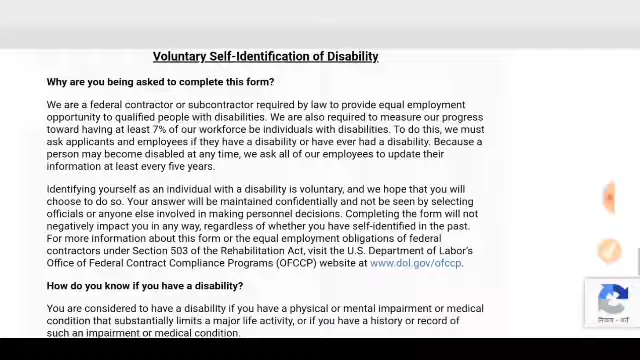 Voluntary Self-Identification of Disability
Why are you being asked to complete this form?
We are a federal contractor or subcontractor required by law to provide equal employment
opportunity to qualified people with disabilities. We are also required to measure our progress
toward having at least 7% of our workforce be individuals with disabilities. To do this, we must
ask applicants and employees if they have a disability or have ever had a disability. Because a
person may become disabled at any time, we ask all of our employees to update their
information at least every five years.
Identifying yourself as an individual with a disability is voluntary, and we hope that you will
choose to do so. Your answer will be maintained confidentially and not be seen by selecting
officials or anyone else involved in making personnel decisions. Completing the form will not
negatively impact you in any way, regardless of whether you have self-identified in the past.
For more information about this form or the equal employment obligations of federal
contractors under Section 503 of the Rehabilitation Act, visit the U.S. Department of Labor’s
Office of Federal Contract Compliance Programs (OFCCP) website at www.dol.gov/ofccp.
How do you know if you have a disability?
You are considered to have a disability if you have a physical or mental impairment or medical
condition that substantially limits a major life activity, or if you have a history or record of
such an impairment or medical condition.